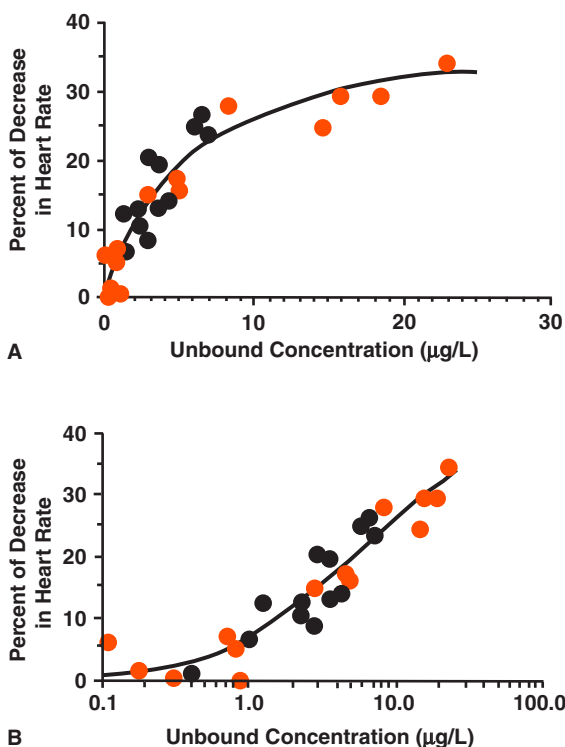 40
30
20
10
0
Percent of Decrease
in Heart Rate
0
10
20
30
A
Unbound Concentration (μg/L)
40
30
20
10
0
Percent of Decrease
in Heart Rate
0.1
1.0
10.0
100.0
B
Unbound Concentration (μg/L)